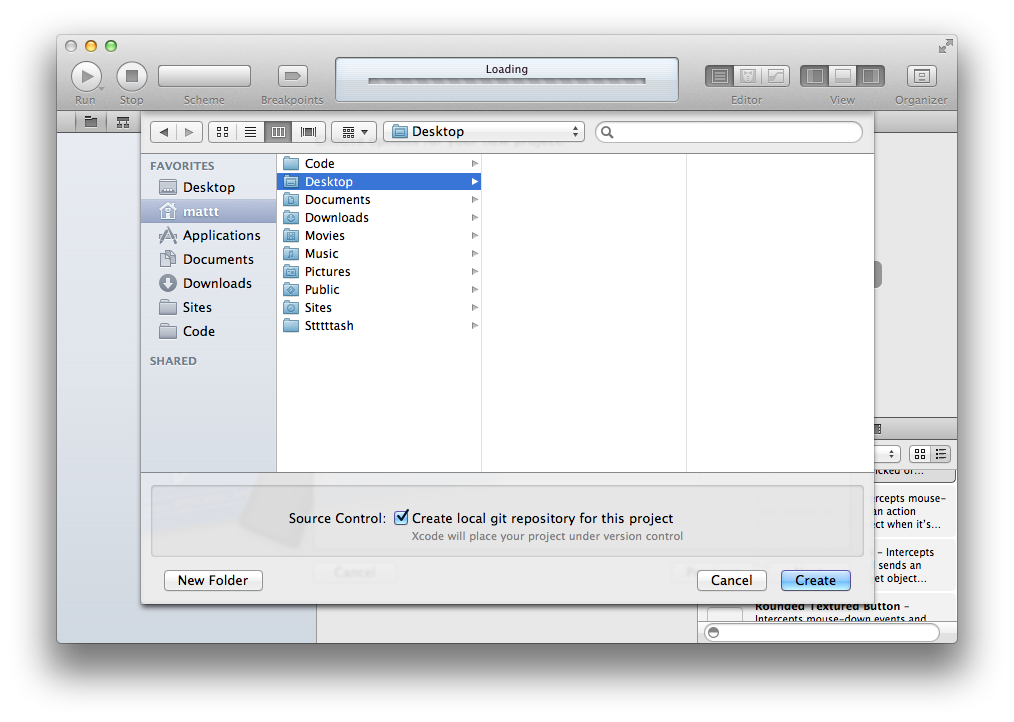 Loading
Run
Stop
Scheme
Breakpoints
Editor
View
Organizer
Desktop
FAVORITES
Desktop
mattt
Applications
Documents
Downloads
Sites
Code
SHARED
Code
Desktop
Documents
Downloads
Movies
Music
Pictures
Public
Sites
Stttttash
icked of...
ercepts mouse-
an action
ct when it's...
– Intercepts
sends an
et object...
Rounded Textured Button –
Intercepts mouse-down events and
Source Control: Create local git repository for this project
Xcode will place your project under version control
Cancel
New Folder
Cancel
Create